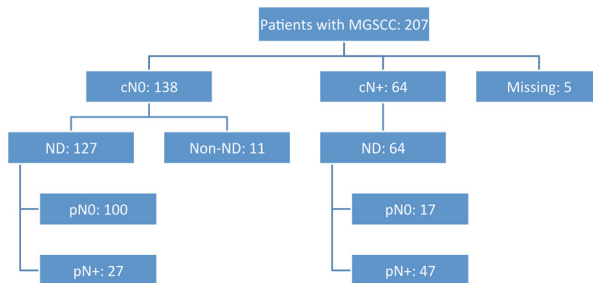 Patients with MGSCC: 207
cN0: 138
cN+: 64
Missing: 5
ND: 127
Non-ND: 11
ND: 64
pN0: 100
pN0: 17
pN+: 27
pN+: 47